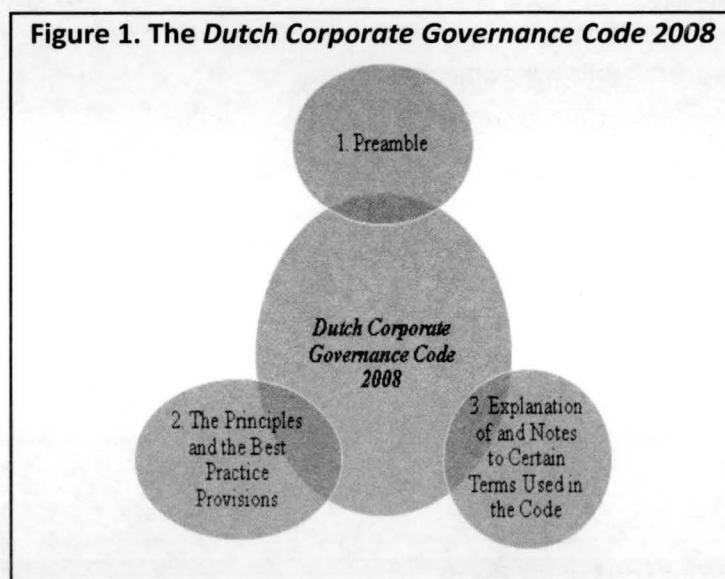 Figure 1. The Dutch Corporate Governance Code 2008
1. Preamble
Dutch Corporate
Governance Code
2008
2. The Principles
and the Best
Practice
Provisions
3. Explanation
of and Notes
to Certain
Terms Used in
the Code